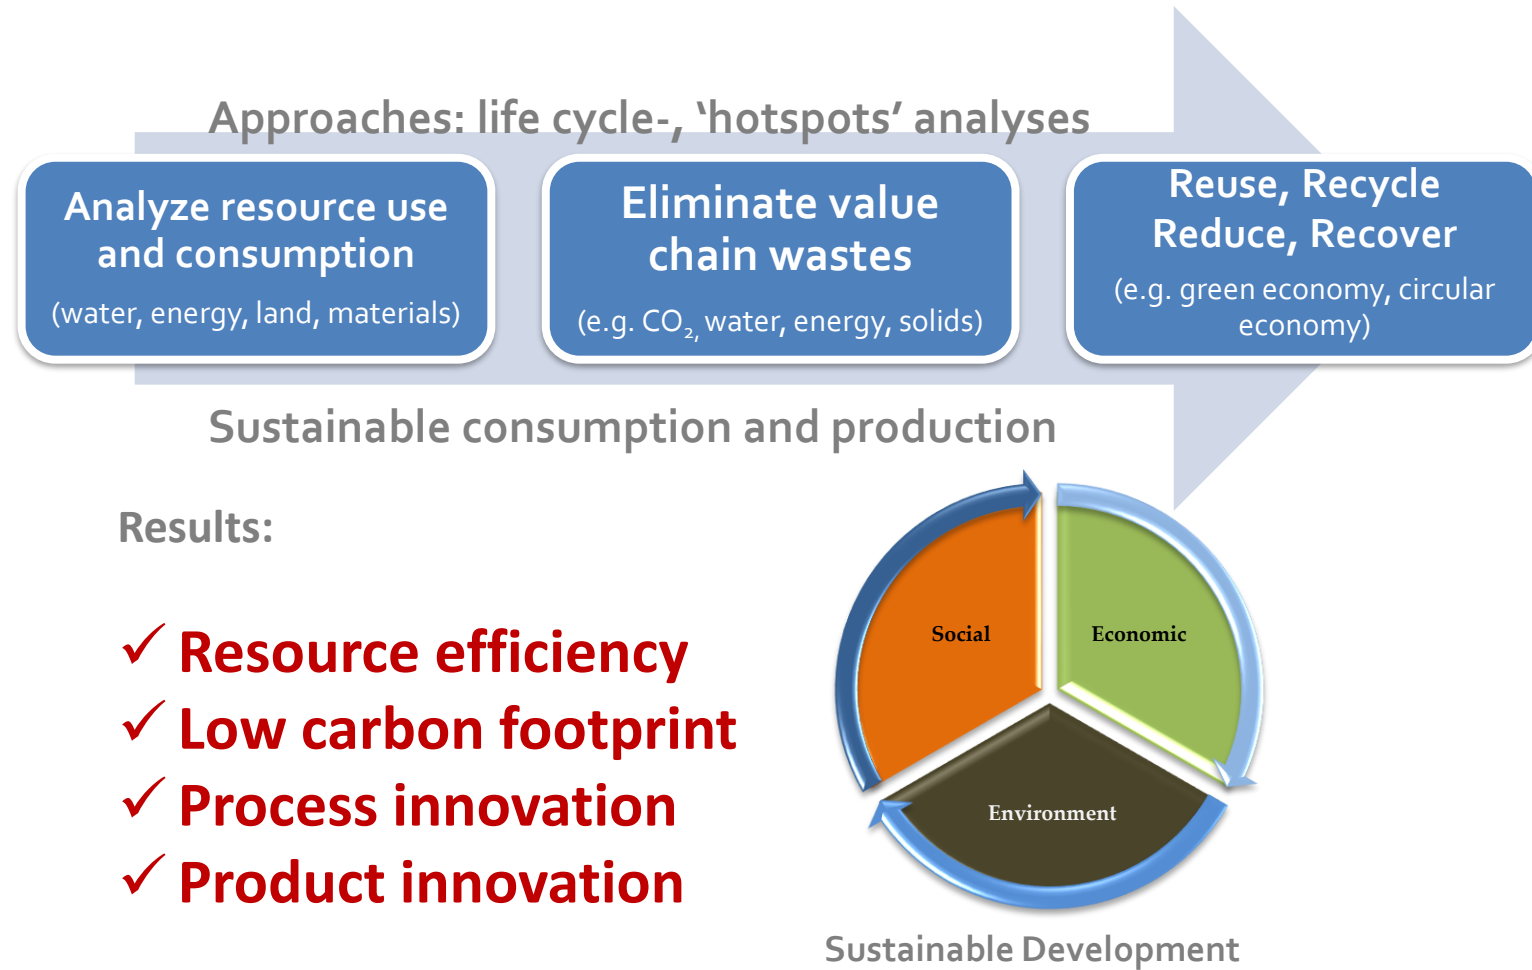 Approaches: life cycle-, ‘hotspots’ analyses
Analyze resource use
and consumption
(water, energy, land, materials)
Eliminate value
chain wastes
(e.g. CO₂, water, energy, solids)
Reuse, Recycle
Reduce, Recover
(e.g. green economy, circular
economy)
Sustainable consumption and production
Results:
✓ Resource efficiency
✓ Low carbon footprint
✓ Process innovation
✓ Product innovation
Social
Economic
Environment
Sustainable Development